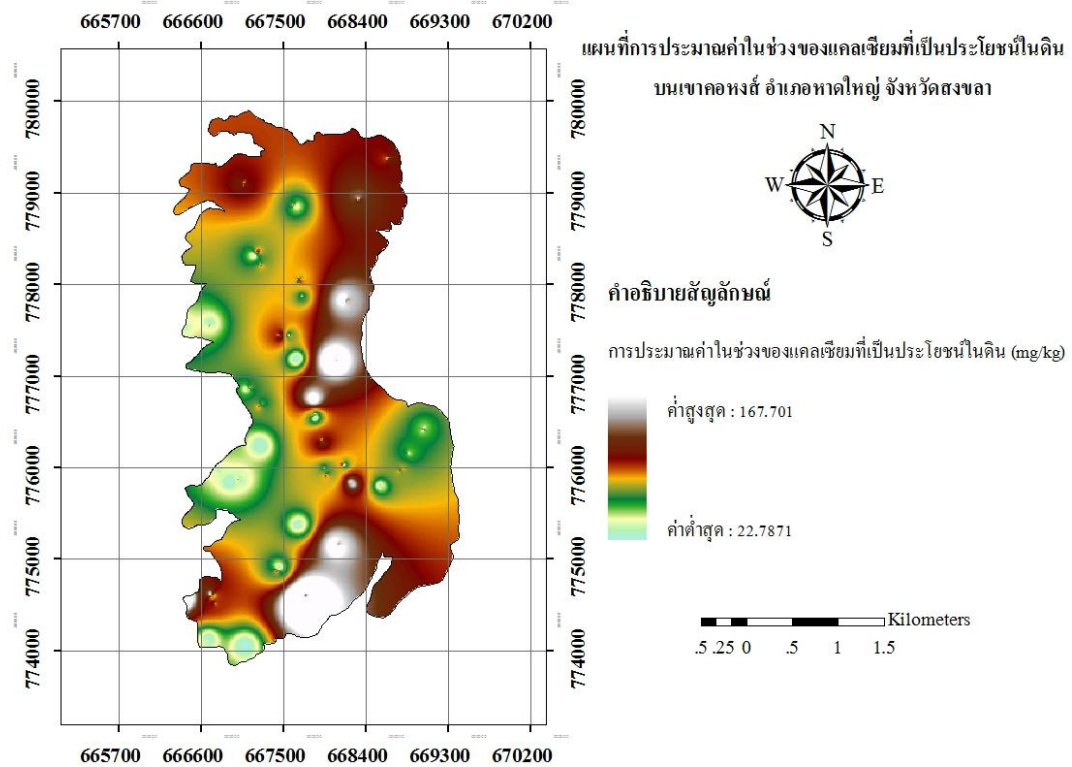 665700 666600 667500 668400 669300 670200
780000
779000
778000
777000
776000
775000
774000
780000
779000
778000
777000
776000
775000
774000
665700 666600 667500 668400 669300 670200
แผนที่การประมาณค่าในช่วงของแคลเซียมที่เป็นประโยชน์ในดิน
บนเขาคอหงส์ อำเภอหาดใหญ่ จังหวัดสงขลา
N
W E
S
คำอธิบายสัญลักษณ์
การประมาณค่าในช่วงของแคลเซียมที่เป็นประโยชน์ในดิน (mg/kg)
ค่ำสูงสุด : 167.701
ค่ำต่ำสุด : 22.7871
Kilometers
.5 .25 0 .5 1 1.5